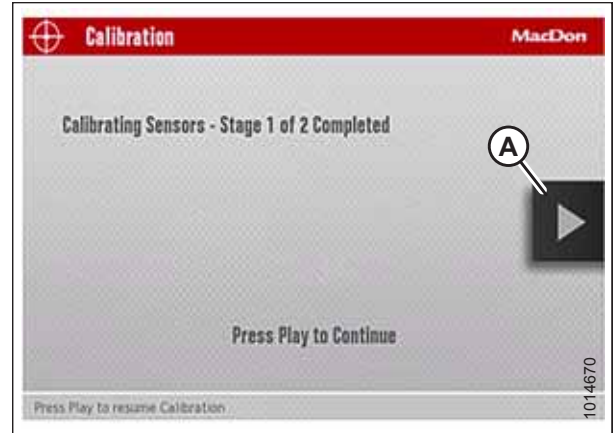 Calibration MacDon
Calibrating Sensors - Stage 1 of 2 Completed
A
Press Play to Continue
Press Play to resume Calibration
1014670